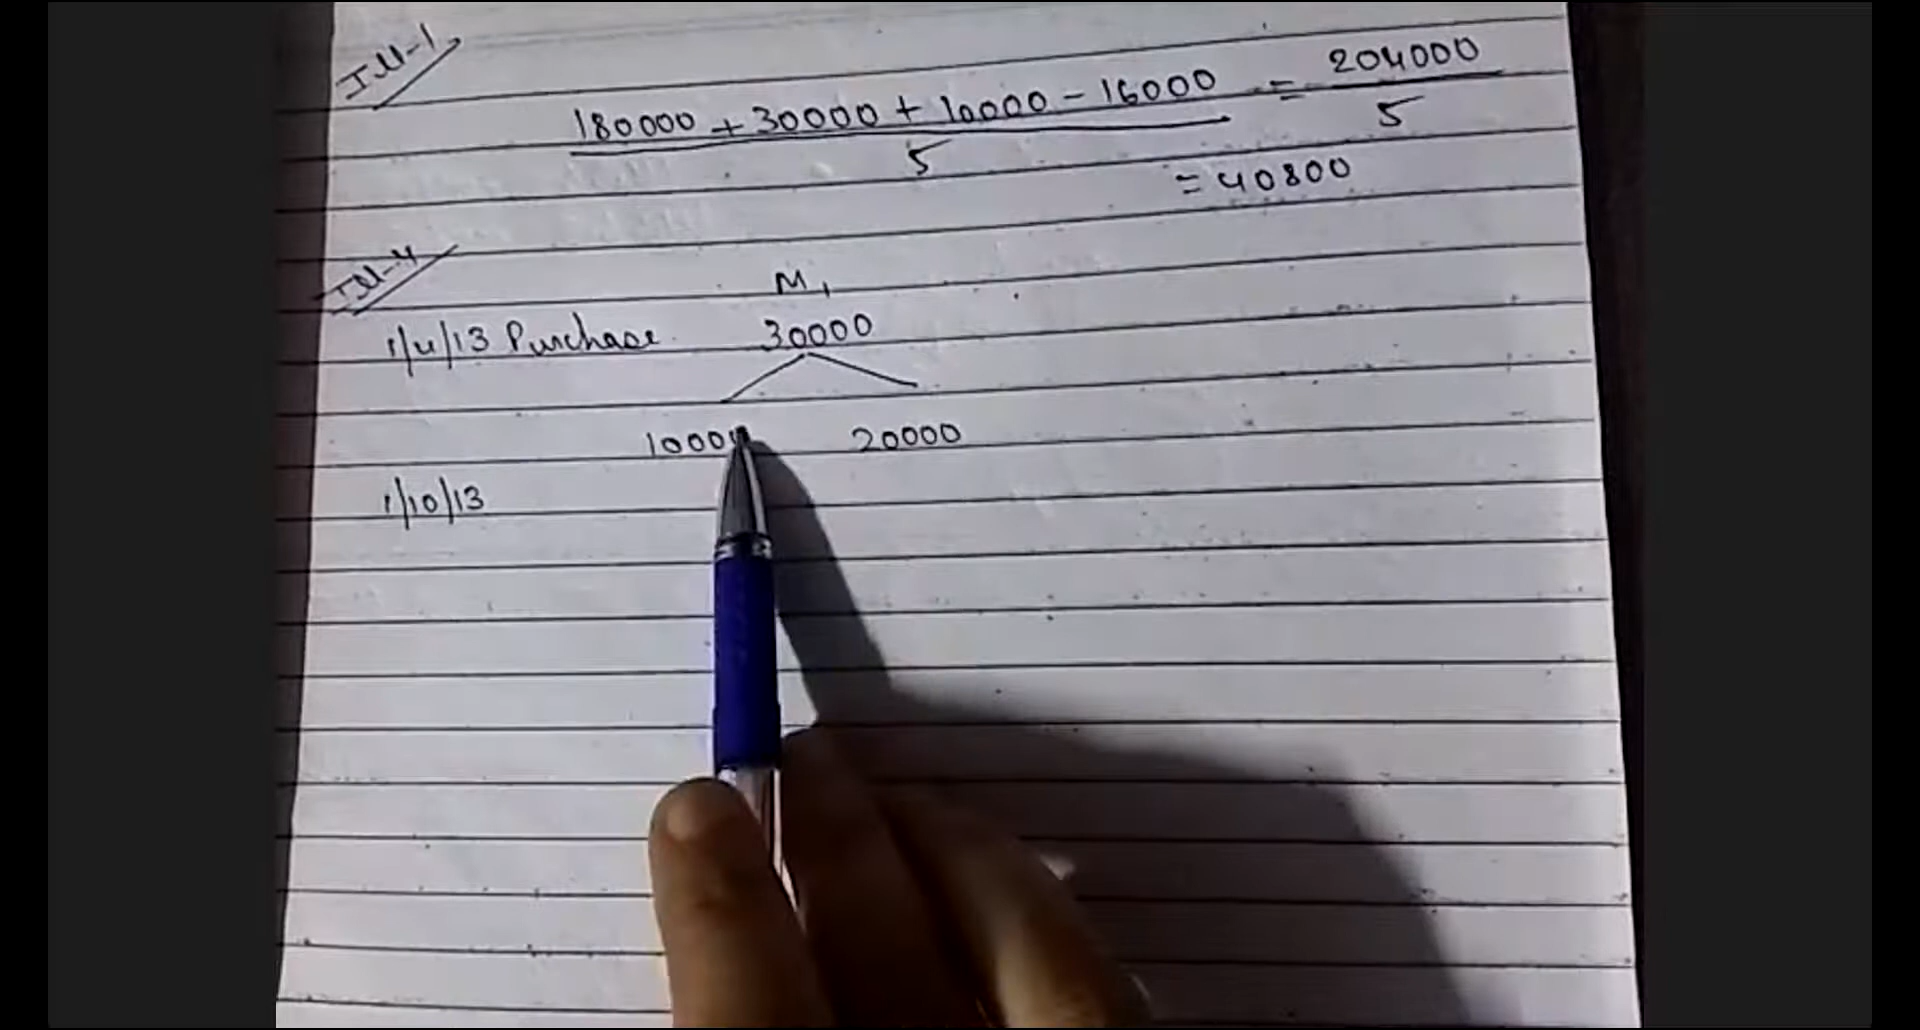 Ill-1
180000 + 30000 + 10000 - 16000 = 204000
5 5
= 40800
Ill-4
M1
1/4/13 Purchase 30000
10000 20000
1/10/13